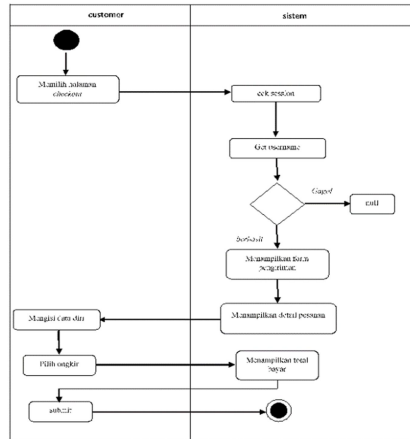 customer
sistem
Memilih halaman
checkout
cek session
Get username
Gagal
null
berhasil
Menampilkan form
pengiriman
Menampilkan detail pesanan
Mengisi data diri
Pilih ongkir
Menampilkan total
bayar
submit